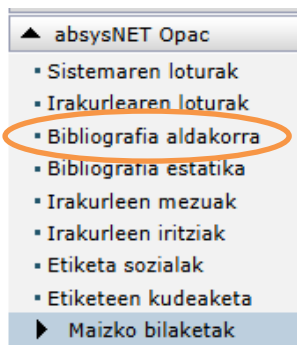 absysNET Opac
Sistemaren loturak
Irakurlearen loturak
Bibliografia aldakorra
Bibliografia estatika
Irakurleen mezuak
Irakurleen iritziak
Etiketa sozialak
Etiketeen kudeaketa
Maizko bilaketak